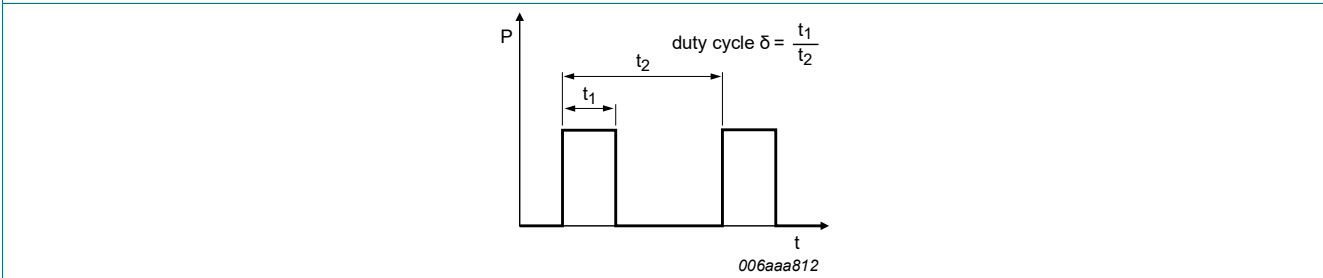 P
duty cycle δ = t1
t2
t2
t1
t
006aaa812